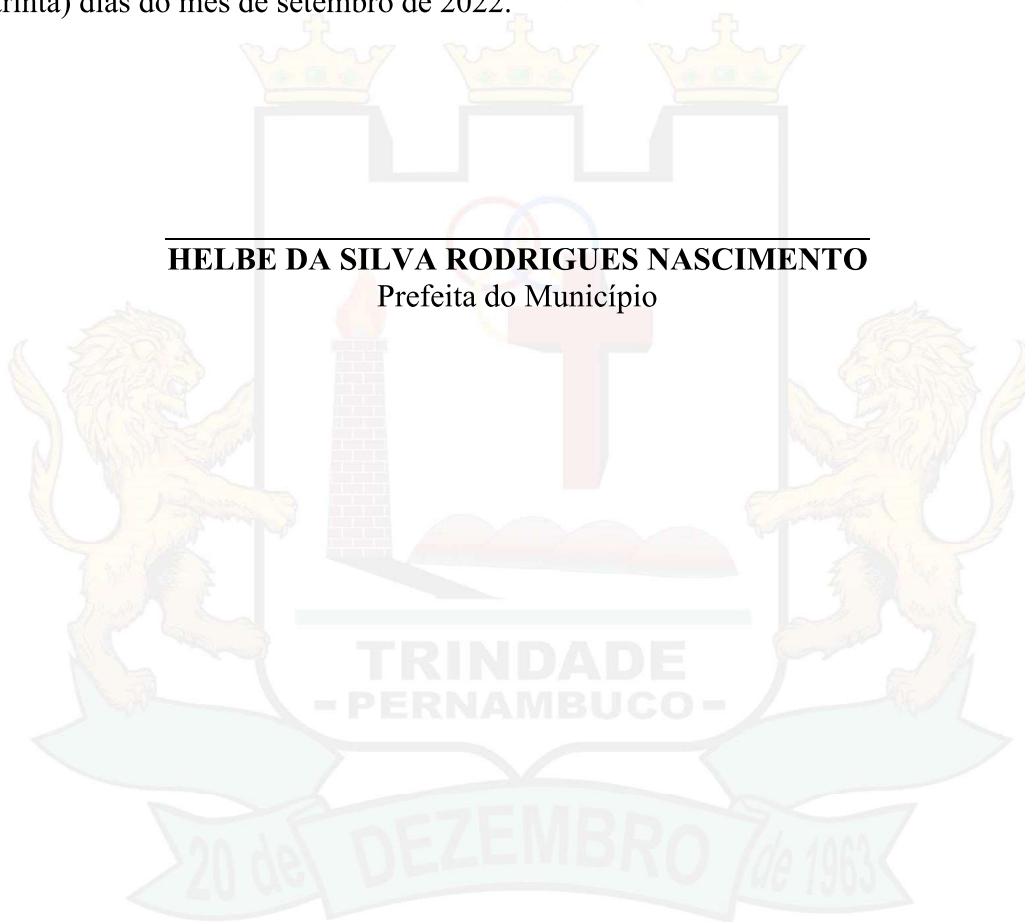 dias do mês de setembro de 2022.
HELBE DA SILVA RODRIGUES NASCIMENTO
Prefeita do Município
TRINDADE
- PERNAMBUCO -
20 de DEZEMBRO de 1963